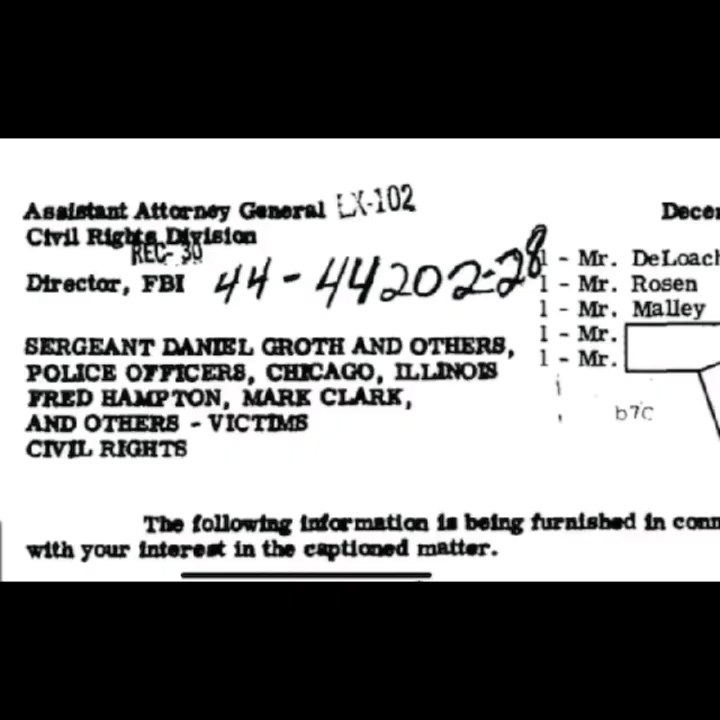 Assistant Attorney General EX-102
Civil Rights Division
REC- 30
Director, FBI 44-44202-28
SERGEANT DANIEL GROTH AND OTHERS,
POLICE OFFICERS, CHICAGO, ILLINOIS
FRED HAMPTON, MARK CLARK,
AND OTHERS - VICTIMS
CIVIL RIGHTS
1 - Mr. DeLoach
1 - Mr. Rosen
1 - Mr. Malley
1 - Mr.
1 - Mr.
b7C
The following information is being furnished in
with your interest in the captioned matter.